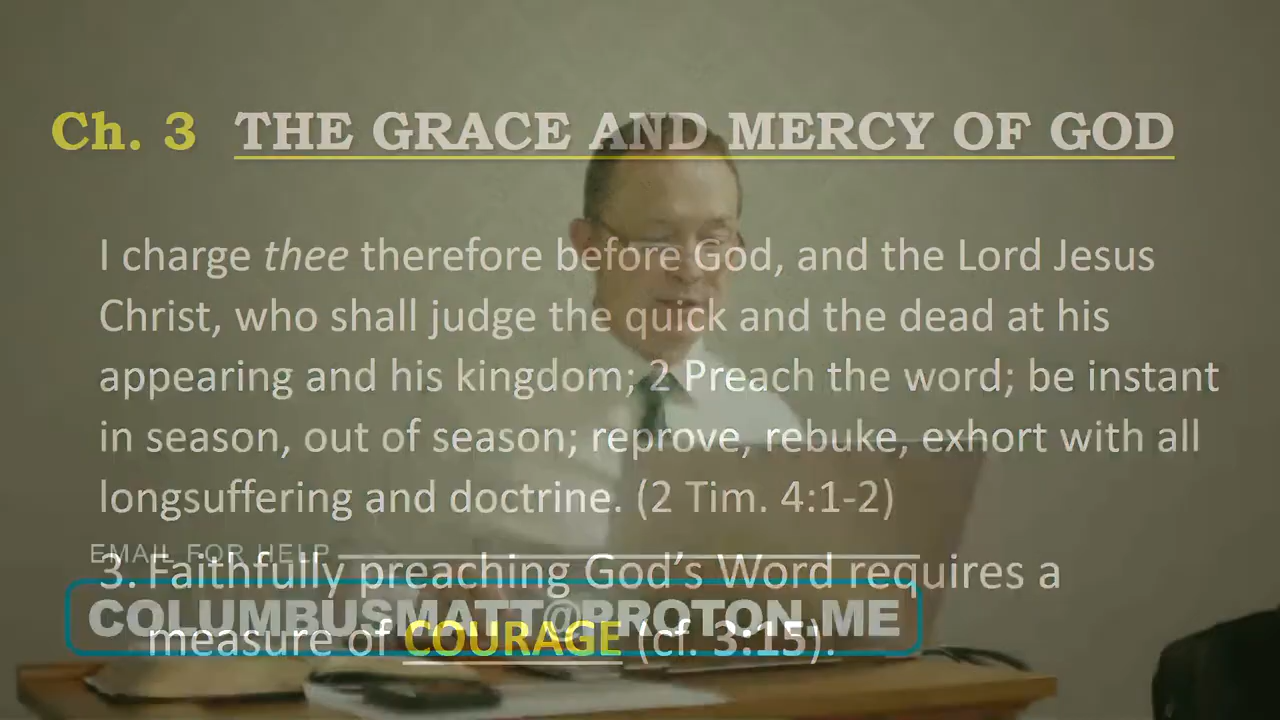 Ch. 3 THE GRACE AND MERCY OF GOD
I charge thee therefore before God, and the Lord Jesus
Christ, who shall judge the quick and the dead at his
appearing and his kingdom; 2 Preach the word; be instant
in season, out of season; reprove, rebuke, exhort with all
longsuffering and doctrine. (2 Tim. 4:1-2)
EMAIL FOR HELP
3. Faithfully preaching God’s Word requires a
COLUMBUSMATT@PROTON.ME
measure of COURAGE (cf. 3:15).